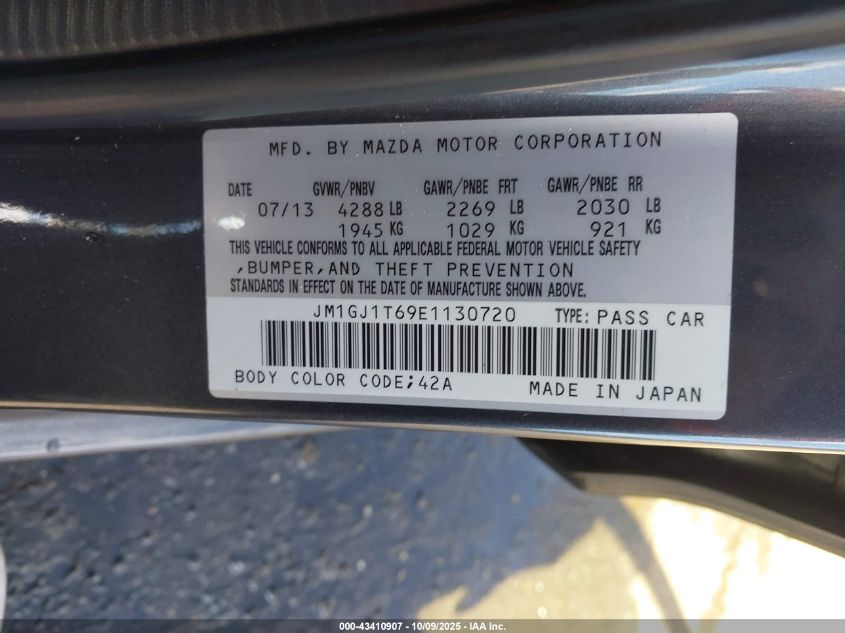 MFD. BY MAZDA MOTOR CORPORATION
DATE GVWR/PNBV GAWR/PNBE FRT GAWR/PNBE RR
07/13 4288 LB 2269 LB 2030 LB
1945 KG 1029 KG 921 KG
THIS VEHICLE CONFORMS TO ALL APPLICABLE FEDERAL MOTOR VEHICLE SAFETY
,BUMPER,AND THEFT PREVENTION
STANDARDS IN EFFECT ON THE DATE OF MANUFACTURE SHOWN ABOVE.
JM1GJ1T69E1130720 TYPE: PASS CAR
BODY COLOR CODE;42A MADE IN JAPAN
000-43410907 - 10/09/2025 - IAA Inc.